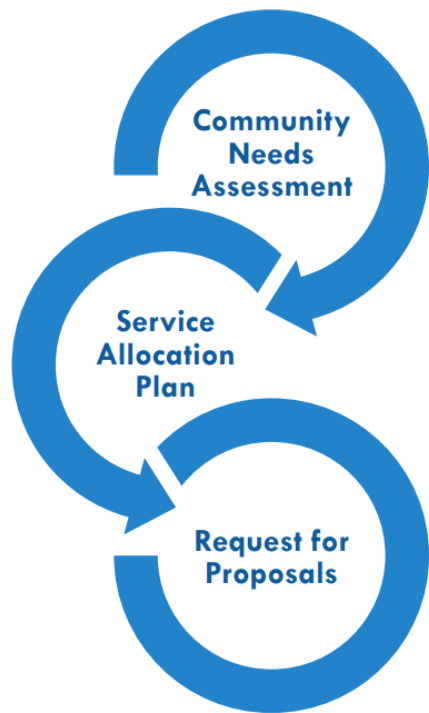 Community
Needs
Assessment
Service
Allocation
Plan
Request for
Proposals